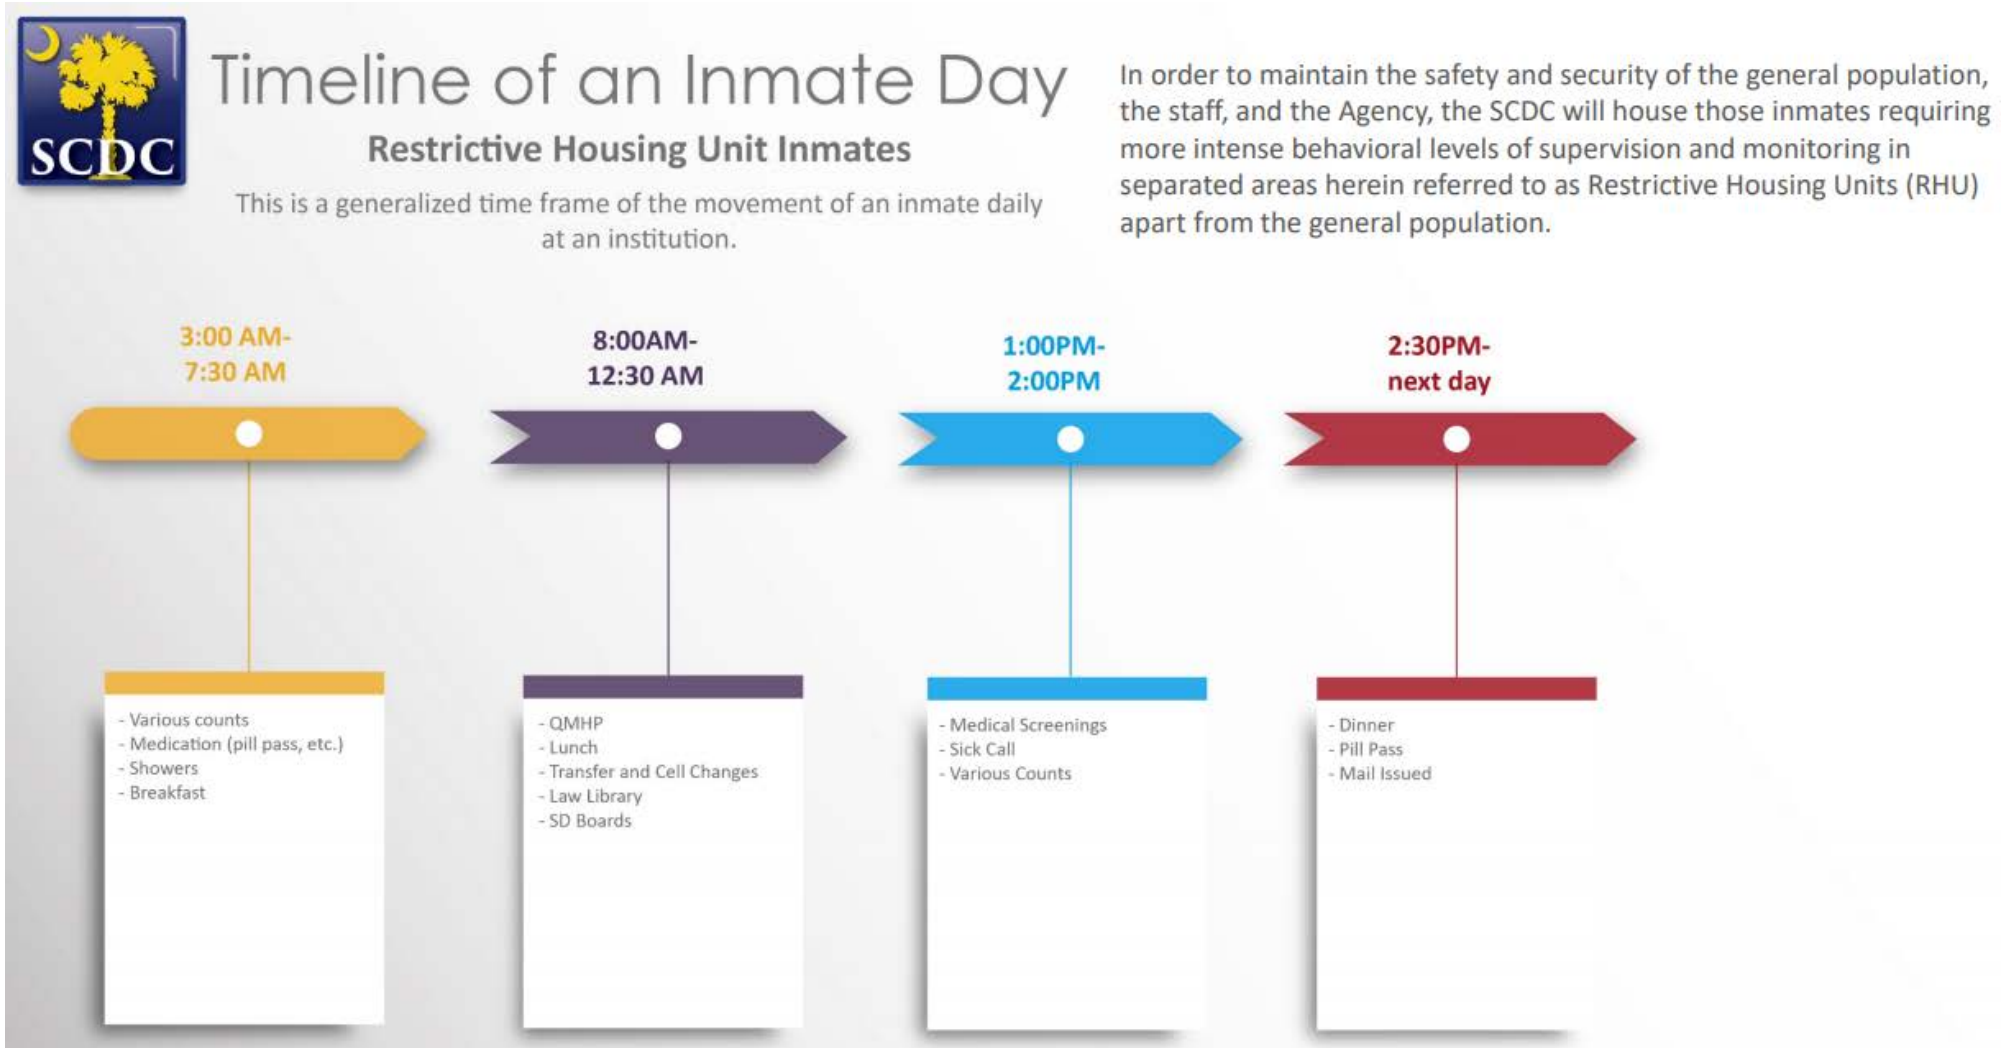 SCDC
Timeline of an Inmate Day
Restrictive Housing Unit Inmates
This is a generalized time frame of the movement of an inmate daily
at an institution.
In order to maintain the safety and security of the general population,
the staff, and the Agency, the SCDC will house those inmates requiring
more intense behavioral levels of supervision and monitoring in
separated areas herein referred to as Restrictive Housing Units (RHU)
apart from the general population.
3:00 AM-
7:30 AM
- Various counts
- Medication (pill pass, etc.)
- Showers
- Breakfast
8:00AM-
12:30 AM
- QMHP
- Lunch
- Transfer and Cell Changes
- Law Library
- SD Boards
1:00PM-
2:00PM
- Medical Screenings
- Sick Call
- Various Counts
2:30PM-
next day
- Dinner
- Pill Pass
- Mail Issued